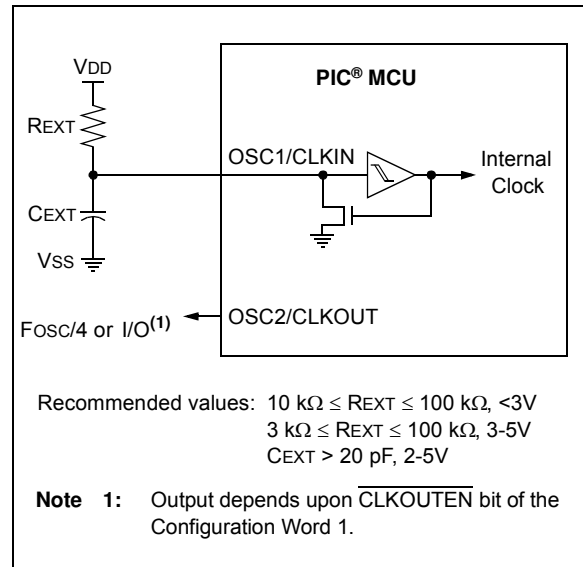 VDD
PIC® MCU
REXT
OSC1/CLKIN
Internal
Clock
CEXT
VSS
OSC2/CLKOUT
FOSC/4 or I/O(1)
Recommended values: 10 kΩ ≤ REXT ≤ 100 kΩ, <3V
3 kΩ ≤ REXT ≤ 100 kΩ, 3-5V
CEXT > 20 pF, 2-5V
Note 1: Output depends upon CLKOUTEN bit of the
Configuration Word 1.